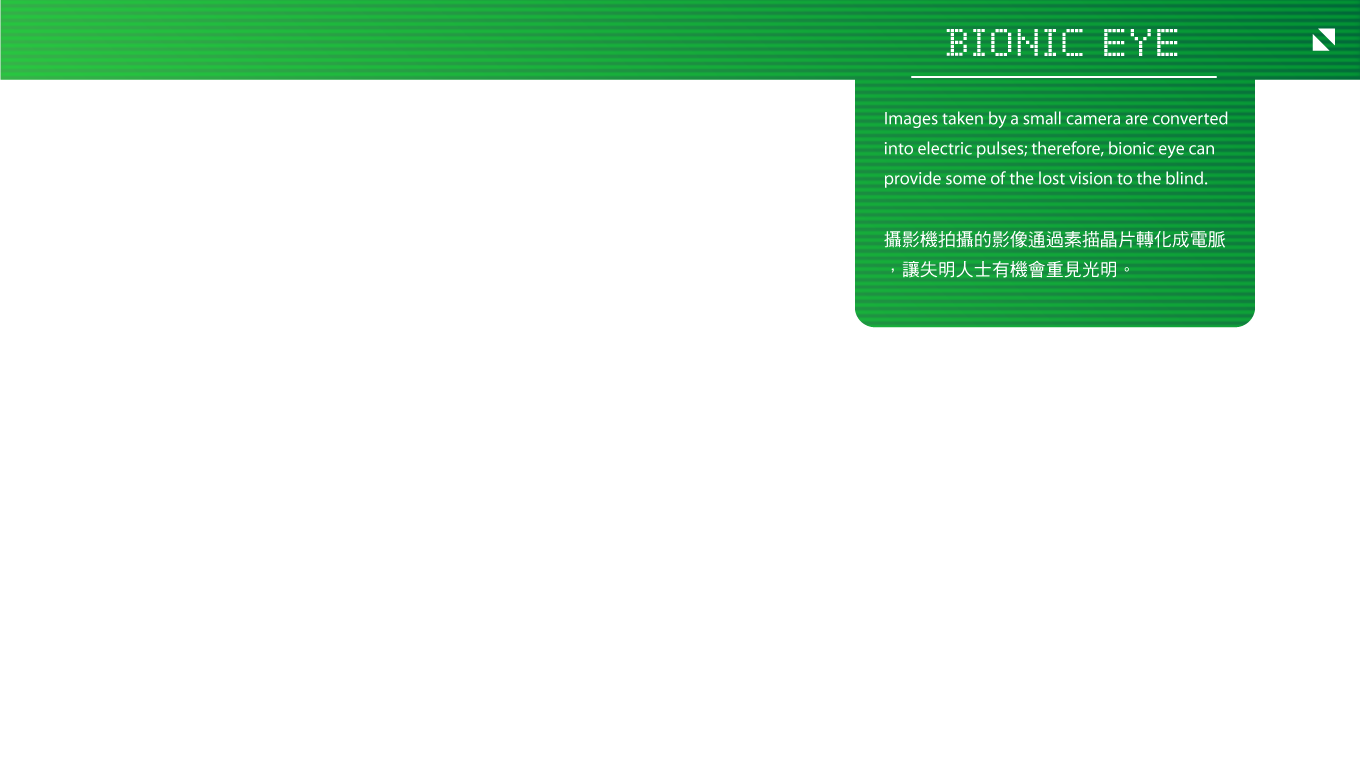 BIONIC EYE
Images taken by a small camera are converted
into electric pulses; therefore, bionic eye can
provide some of the lost vision to the blind.
攝影機拍攝的影像通過素描晶片轉化成電脈
，讓失明人士有機會重見光明。